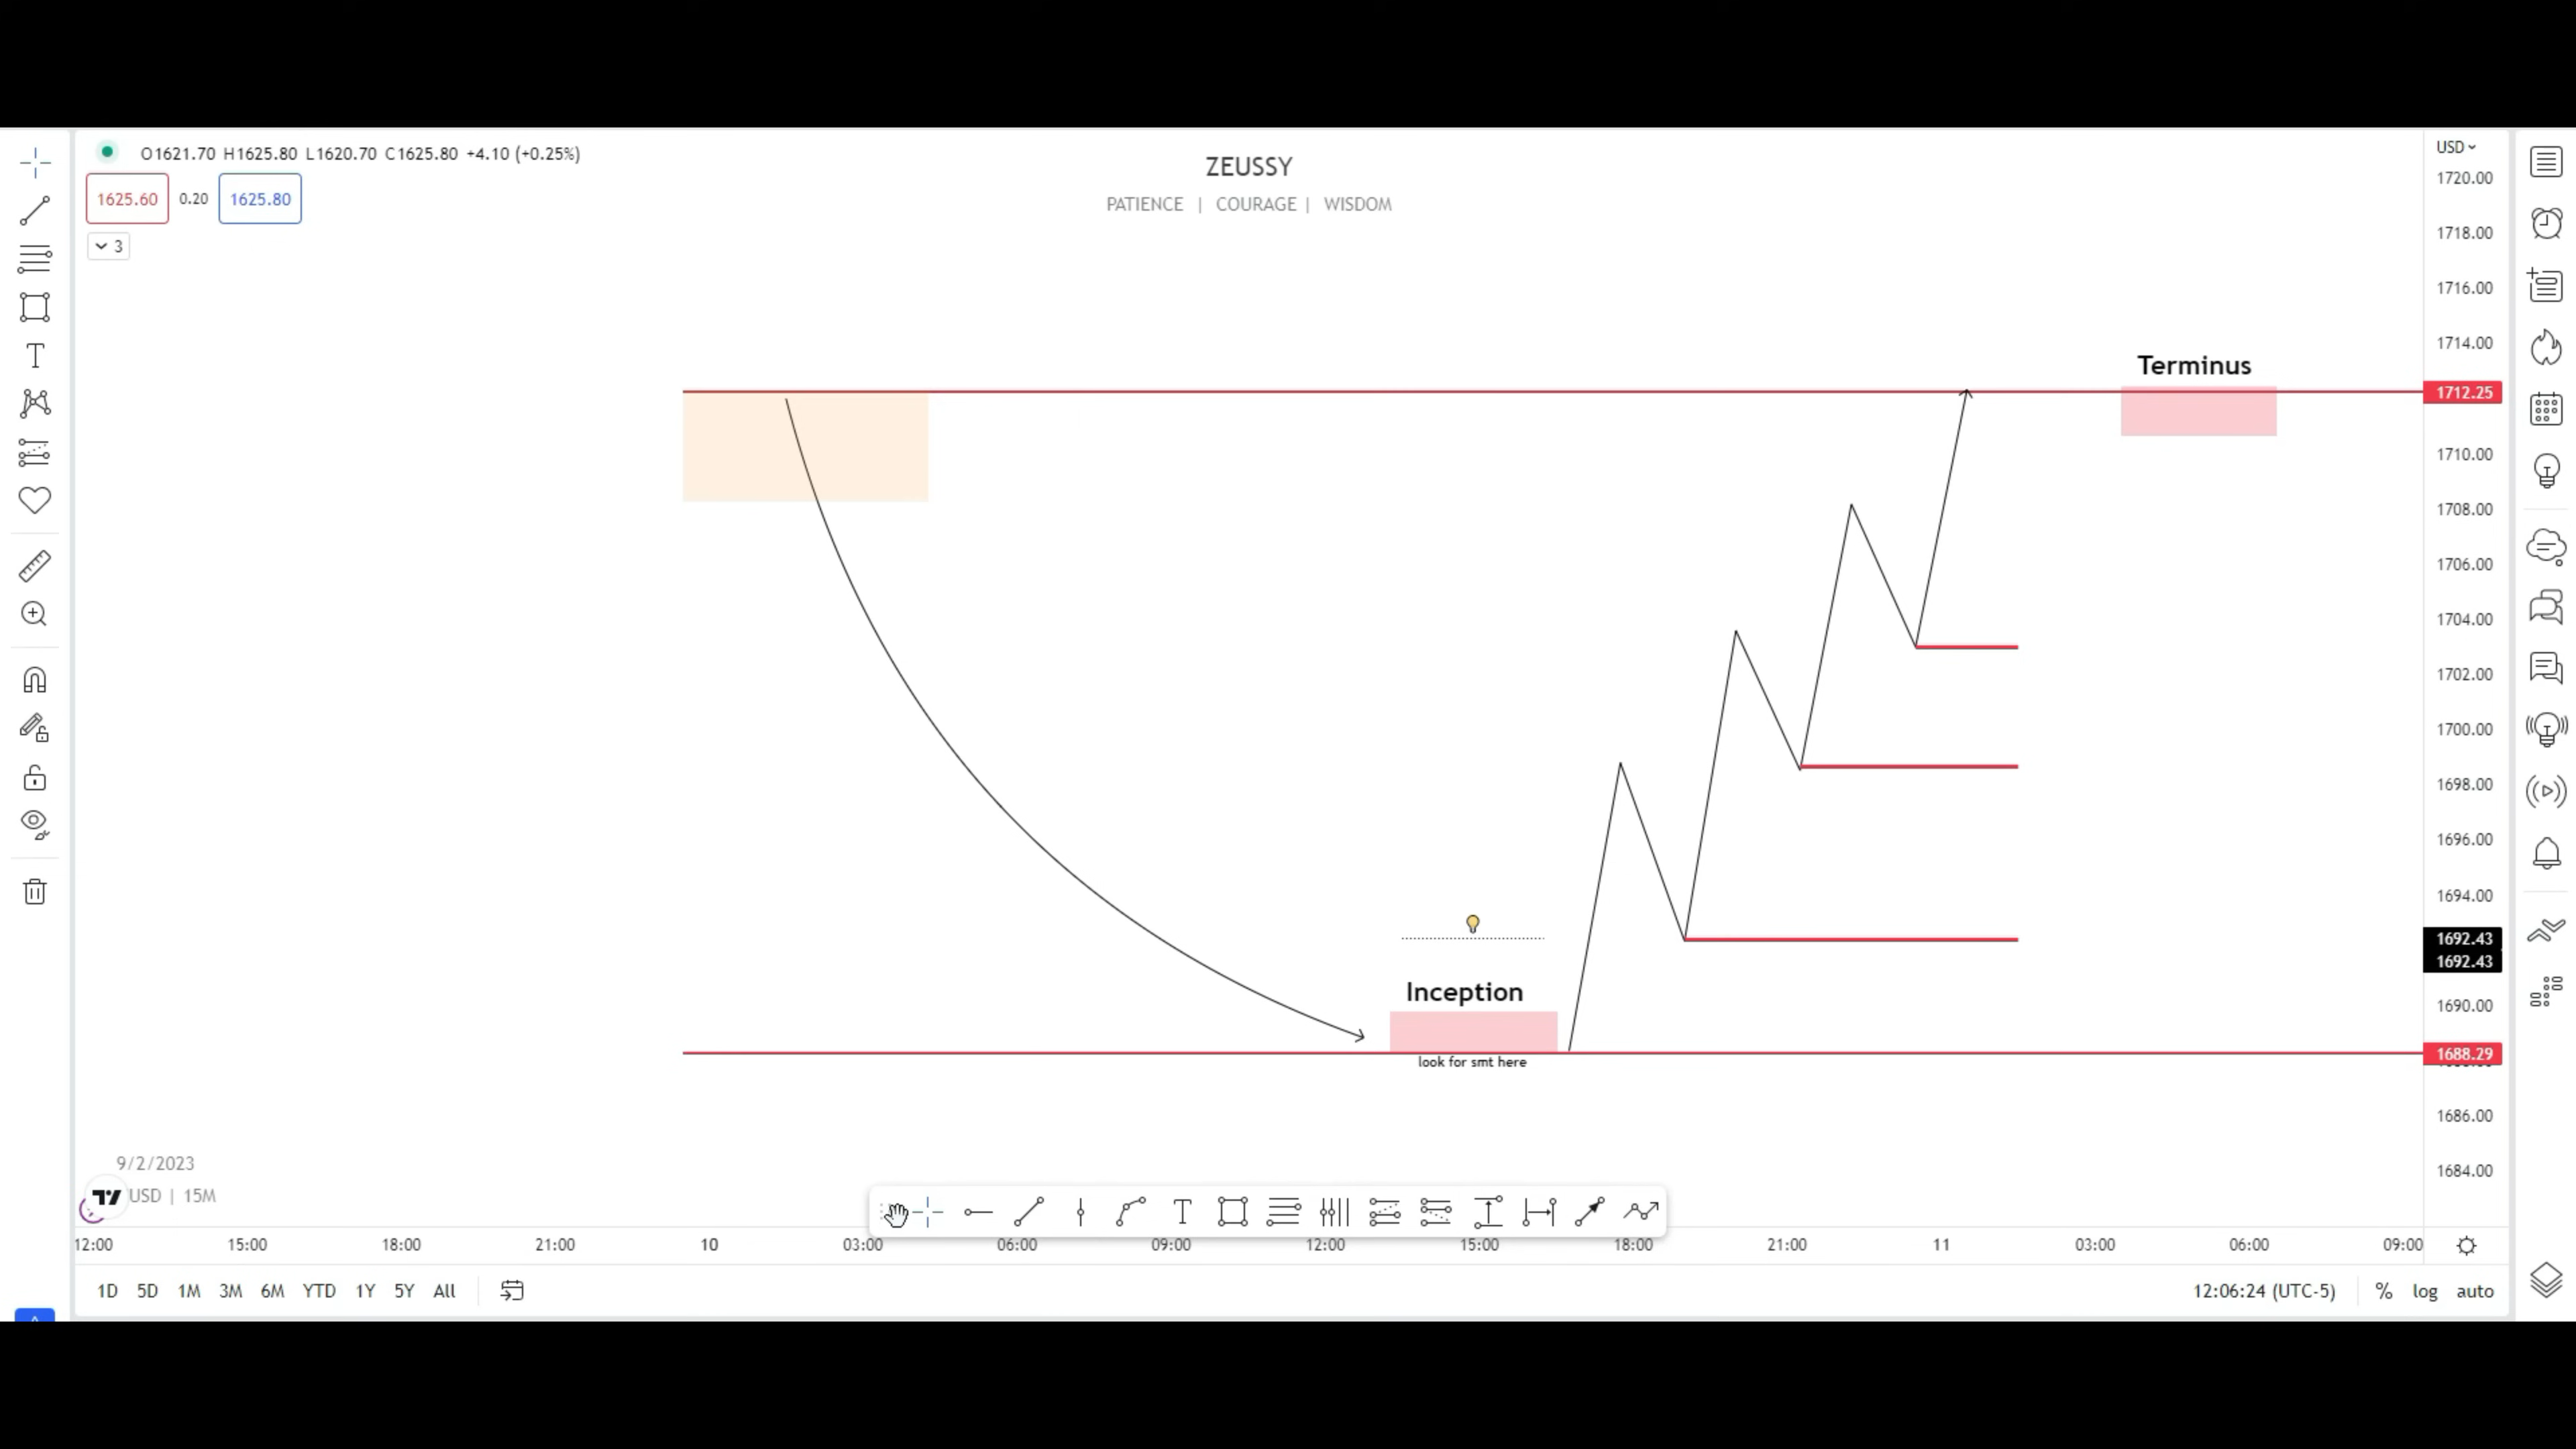 O1621.70 H1625.80 L1620.70 C1625.80 +4.10 (+0.25%)
1625.60 0.20 1625.80
3
ZEUSSY
PATIENCE | COURAGE | WISDOM
USD
1720.00
1718.00
1716.00
1714.00
Terminus
1712.25
1710.00
1708.00
1706.00
1704.00
1702.00
1700.00
1698.00
1696.00
1694.00
1692.43
1692.43
Inception
1690.00
1688.29
look for smt here
1686.00
1684.00
9/2/2023
USD | 15M
12:00 15:00 18:00 21:00 10 03:00 06:00 09:00 12:00 15:00 18:00 21:00 11 03:00 06:00 09:00
1D 5D 1M 3M 6M YTD 1Y 5Y All 12:06:24 (UTC-5) % log auto